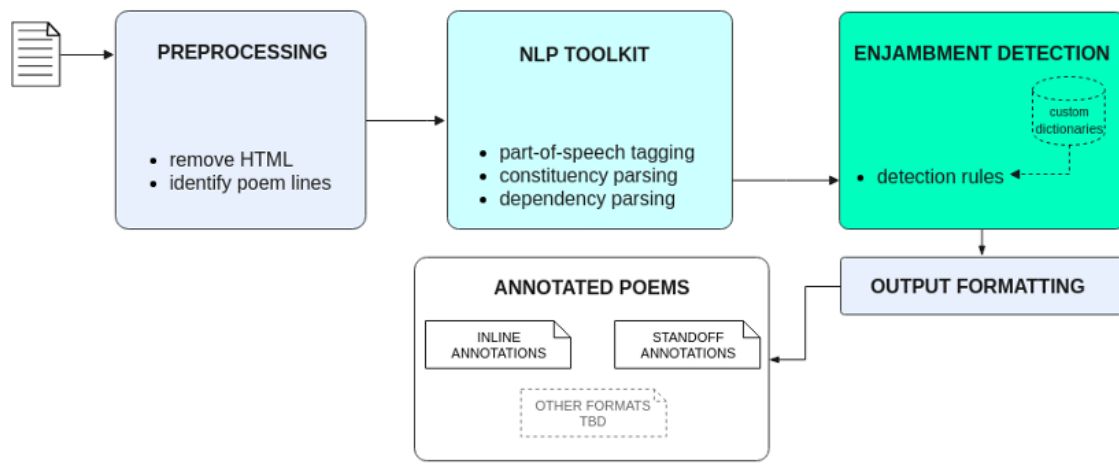 PREPROCESSING
• remove HTML
• identify poem lines
NLP TOOLKIT
• part-of-speech tagging
• constituency parsing
• dependency parsing
ENJAMBMENT DETECTION
custom
dictionaries
• detection rules
OUTPUT FORMATTING
ANNOTATED POEMS
INLINE
ANNOTATIONS
STANDOFF
ANNOTATIONS
OTHER FORMATS
TBD